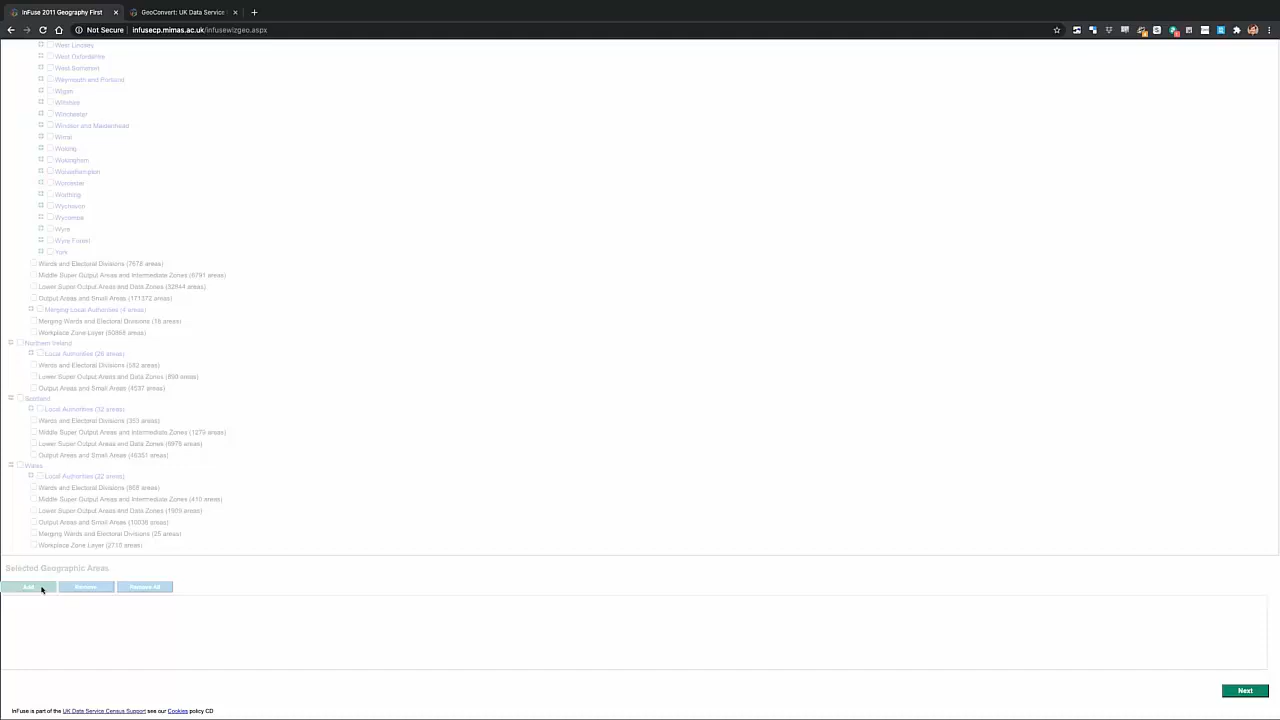 InFuse 2011 Geography First
GeoConvert: UK Data Service
Not Secure infusecp.mimas.ac.uk/infusewizgeo.aspx
West Lindsey
West Oxfordshire
West Somerset
Weymouth and Portland
Wigan
Wiltshire
Winchester
Windsor and Maidenhead
Wirral
Woking
Wokingham
Wolverhampton
Worcester
Worthing
Wychavon
Wycombe
Wyre
Wyre Forest
York
Wards and Electoral Divisions (7678 areas)
Middle Super Output Areas and Intermediate Zones (6791 areas)
Lower Super Output Areas and Data Zones (32844 areas)
Output Areas and Small Areas (171372 areas)
Merging Local Authorities (4 areas)
Merging Wards and Electoral Divisions (18 areas)
Workplace Zone Layer (50868 areas)
Northern Ireland
Local Authorities (26 areas)
Wards and Electoral Divisions (582 areas)
Lower Super Output Areas and Data Zones (890 areas)
Output Areas and Small Areas (4537 areas)
Scotland
Local Authorities (32 areas)
Wards and Electoral Divisions (353 areas)
Middle Super Output Areas and Intermediate Zones (1279 areas)
Lower Super Output Areas and Data Zones (6976 areas)
Output Areas and Small Areas (46351 areas)
Wales
Local Authorities (22 areas)
Wards and Electoral Divisions (868 areas)
Middle Super Output Areas and Intermediate Zones (410 areas)
Lower Super Output Areas and Data Zones (1909 areas)
Output Areas and Small Areas (10036 areas)
Merging Wards and Electoral Divisions (25 areas)
Workplace Zone Layer (2710 areas)
Selected Geographic Areas
Add Remove Remove All
Next
InFuse is part of the UK Data Service Census Support see our Cookies policy CD